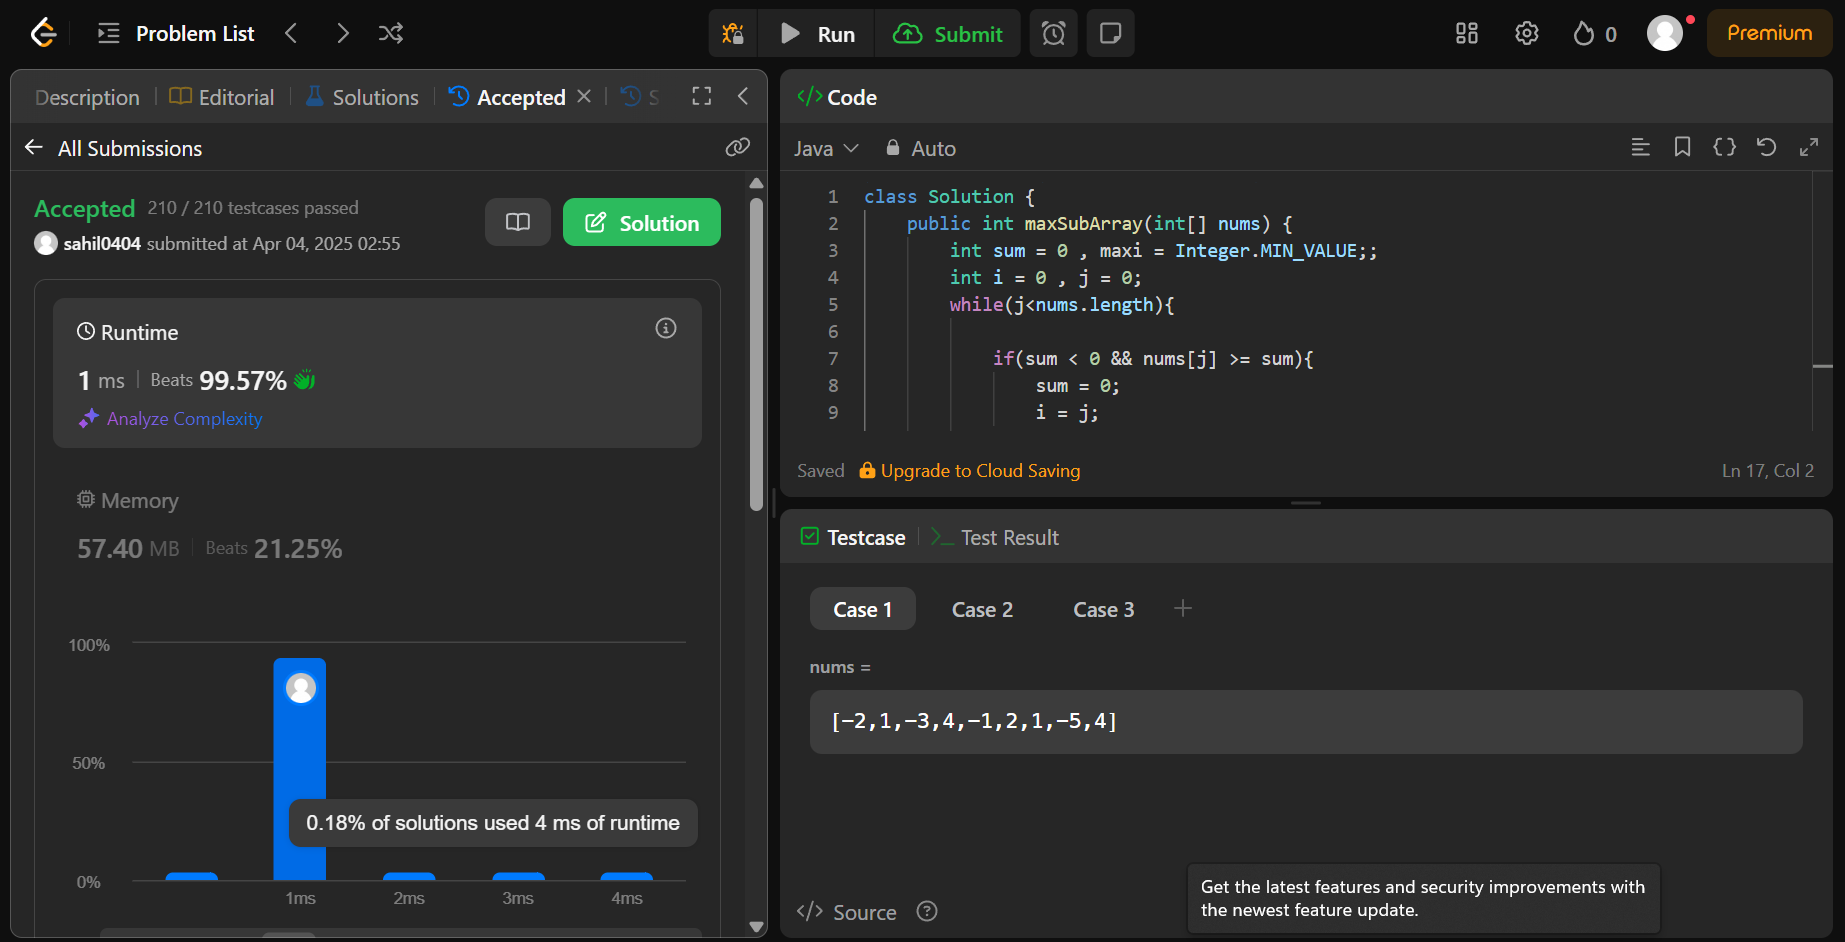 Problem List
Run
Submit
0
Premium
Description
Editorial
Solutions
Accepted
S
All Submissions
Accepted 210 / 210 testcases passed
sahil0404 submitted at Apr 04, 2025 02:55
Solution
Runtime
1 ms Beats 99.57%
Analyze Complexity
Memory
57.40 MB Beats 21.25%
100%
50%
0%
0.18% of solutions used 4 ms of runtime
1ms 2ms 3ms 4ms
</> Code
Java
Auto
1 class Solution {
2 public int maxSubArray(int[] nums) {
3 int sum = 0 , maxi = Integer.MIN_VALUE;;
4 int i = 0 , j = 0;
5 while(j<nums.length){
6
7 if(sum < 0 && nums[j] >= sum){
8 sum = 0;
9 i = j;
Saved
Upgrade to Cloud Saving
Ln 17, Col 2
Testcase
Test Result
Case 1
Case 2
Case 3
nums =
[-2,1,-3,4,-1,2,1,-5,4]
</> Source
Get the latest features and security improvements with
the newest feature update.